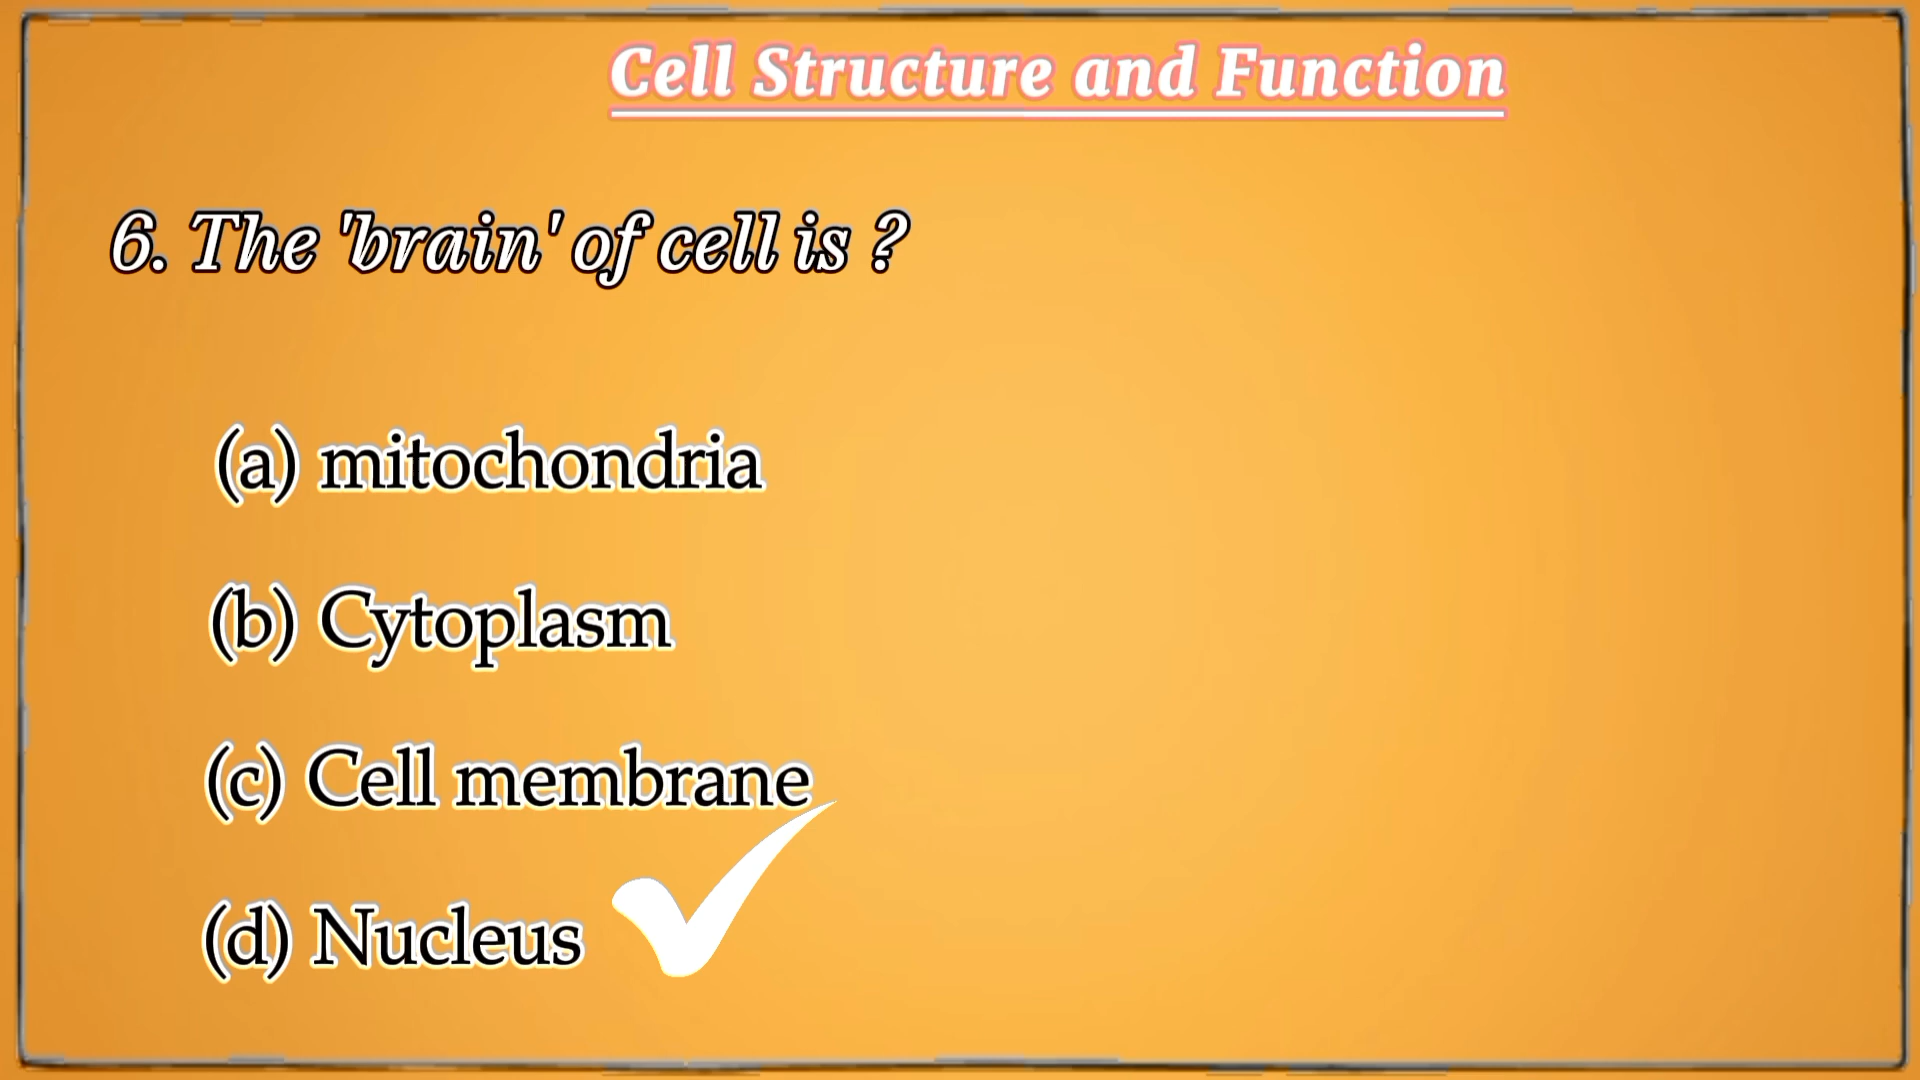 Cell Structure and Function
6. The 'brain' of cell is ?
(a) mitochondria
(b) Cytoplasm
(c) Cell membrane
(d) Nucleus